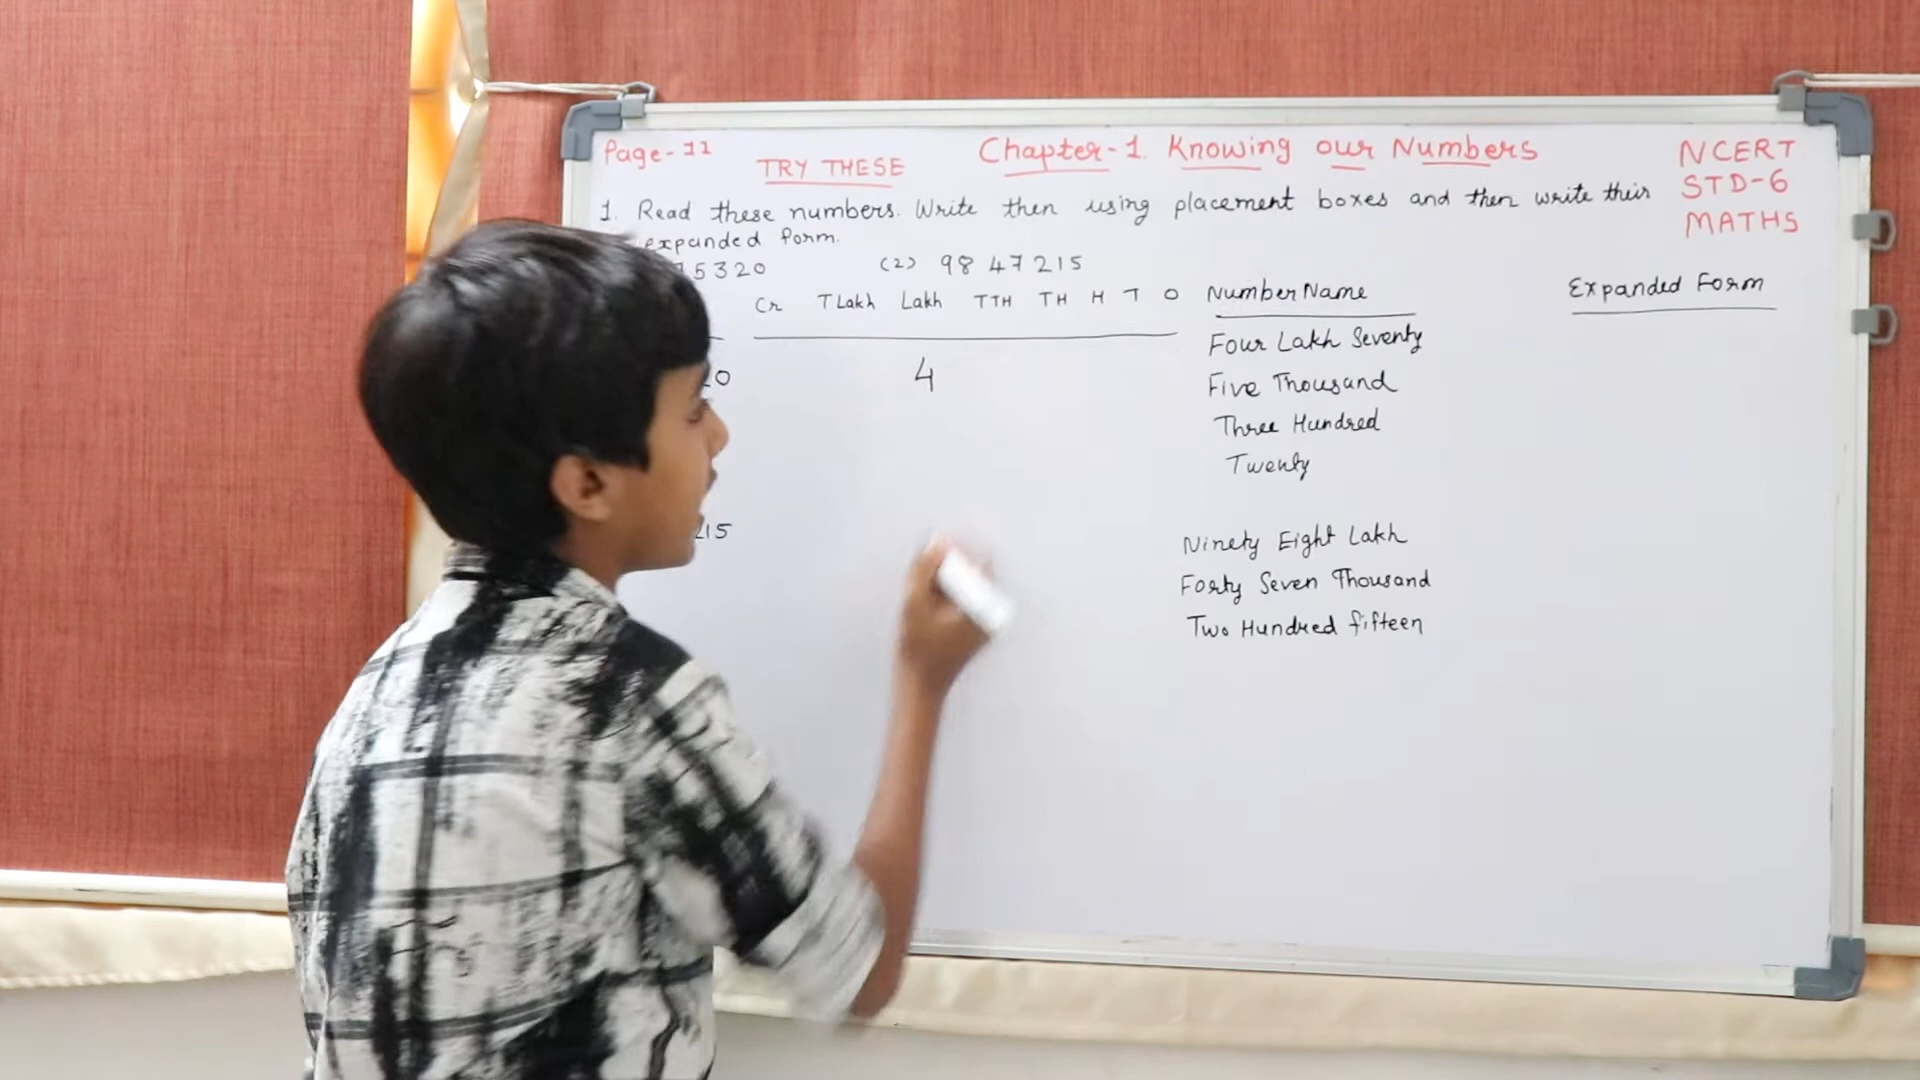 Page-11 TRY THESE Chapter-1. Knowing our Numbers NCERT
STD-6
MATHS
1. Read these numbers. Write then using placement boxes and then write their
expanded form.
75320 (2) 98 47 215
Cr TLakh Lakh TTH TH H T O Number Name Expanded Form
20 4 Four Lakh Seventy
Five Thousand
Three Hundred
Twenty
215 Ninety Eight Lakh
Forty Seven Thousand
Two Hundred fifteen